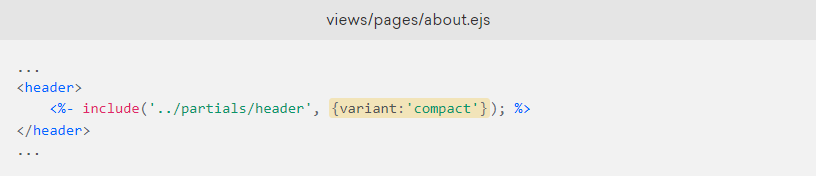 views/pages/about.ejs
...
<header>
    <%- include('../partials/header', {variant:'compact'}); %>
</header>
...